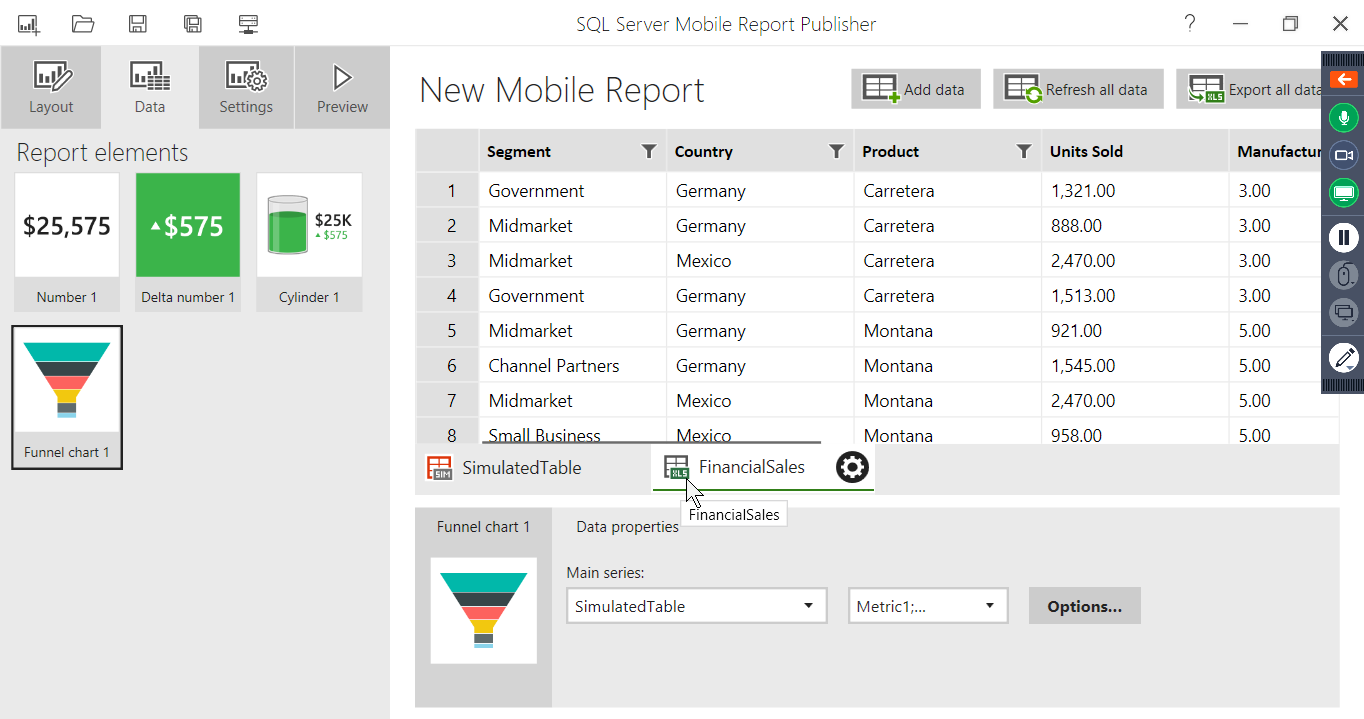 SQL Server Mobile Report Publisher
?
Layout
Data
Settings
Preview
New Mobile Report
Add data
Refresh all data
XLS
Export all data
Report elements
$25,575
Number 1
$575
Delta number 1
$25K
$575
Cylinder 1
Funnel chart 1
Segment Country Product Units Sold Manufactur
1 Government Germany Carretera 1,321.00 3.00
2 Midmarket Germany Carretera 888.00 3.00
3 Midmarket Mexico Carretera 2,470.00 3.00
4 Government Germany Carretera 1,513.00 3.00
5 Midmarket Germany Montana 921.00 5.00
6 Channel Partners Germany Montana 1,545.00 5.00
7 Midmarket Mexico Montana 2,470.00 5.00
8 Small Business Mexico Montana 958.00 5.00
SIM
SimulatedTable
XLS
FinancialSales
FinancialSales
Funnel chart 1
Data properties
Main series:
SimulatedTable
Metric1;...
Options...